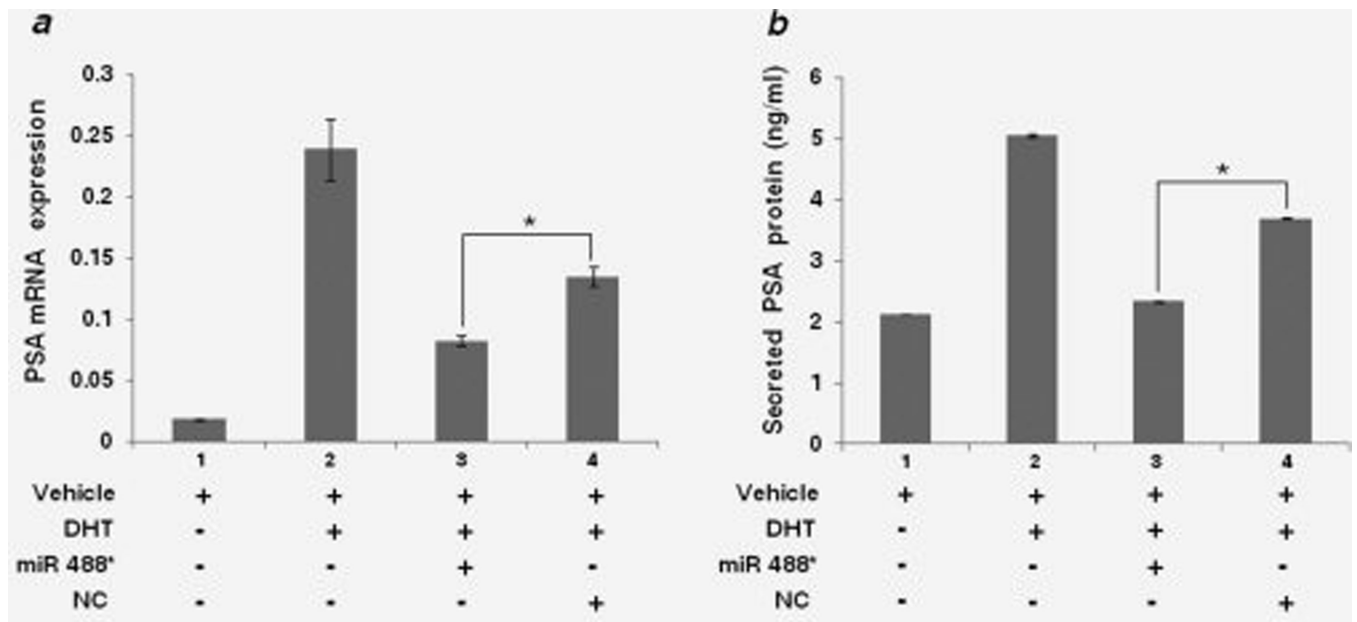 a
PSA mRNA expression
0.3
0.25
0.2
0.15
0.1
0.05
0
*
1 2 3 4
Vehicle + + + +
DHT - + + +
miR 488* - - + -
NC - - - +
b
Secreted PSA protein (ng/ml)
6
5
4
3
2
1
0
*
1 2 3 4
Vehicle + + + +
DHT - + + +
miR 488* - - + -
NC - - - +